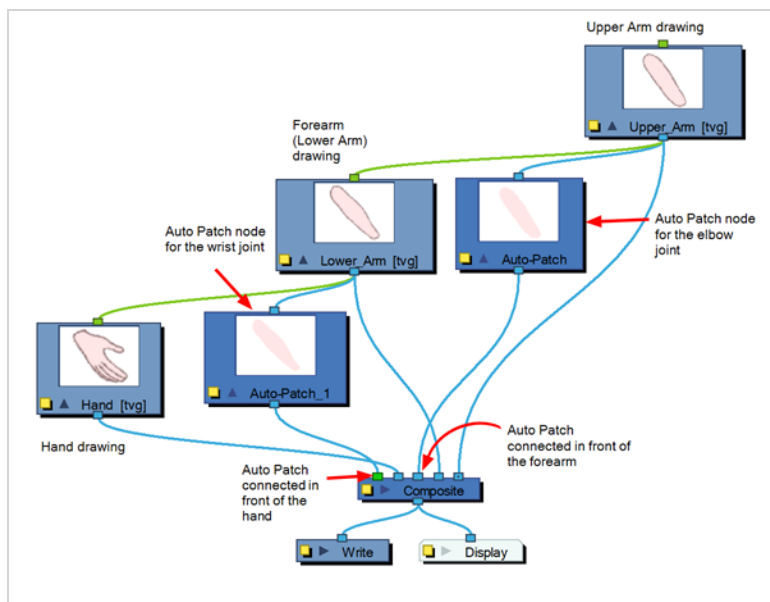 Upper Arm drawing
Upper_Arm [tvg]
Forearm
(Lower Arm)
drawing
Auto Patch node
for the wrist joint
Lower_Arm [tvg]
Auto-Patch
Auto Patch node
for the elbow
joint
Hand [tvg]
Auto-Patch_1
Hand drawing
Auto Patch
connected in
front of the
hand
Auto Patch
connected in front of
the forearm
Composite
Write
Display